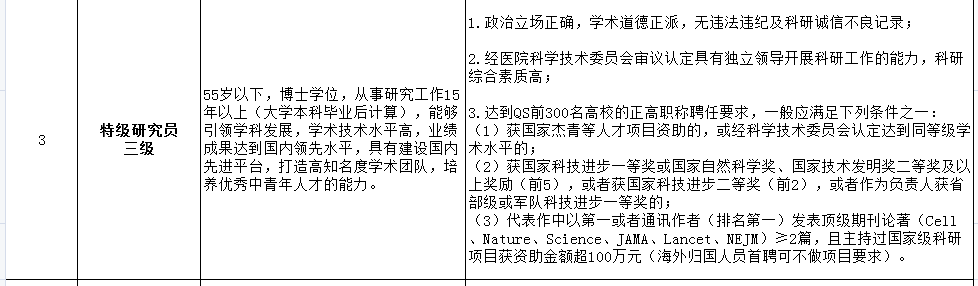 3
特级研究员
三级
55岁以下，博士学位，从事研究工作15
年以上（大学本科毕业后计算），能够
引领学科发展，学术技术水平高，业绩
成果达到国内领先水平，具有建设国内
先进平台，打造高知名度学术团队，培
养优秀中青年人才的能力。
1.政治立场正确，学术道德正派，无违法违纪及科研诚信不良记录；
2.经医院科学技术委员会审议认定具有独立领导开展科研工作的能力，科研
综合素质高；
3.达到QS前300名高校的正高职称聘任要求，一般应满足下列条件之一：
（1）获国家杰青等人才项目资助的，或经科学技术委员会认定达到同等级学
术水平的；
（2）获国家科技进步一等奖或国家自然科学奖、国家技术发明奖二等奖及以
上奖励（前5），或者获国家科技进步二等奖（前2），或者作为负责人获省
部级或军队科技进步一等奖的；
（3）代表作中以第一或者通讯作者（排名第一）发表顶级期刊论著（Cell
、Nature、Science、JAMA、Lancet、NEJM）≥2篇，且主持过国家级科研
项目获资助金额超100万元（海外归国人员首聘可不做项目要求）。